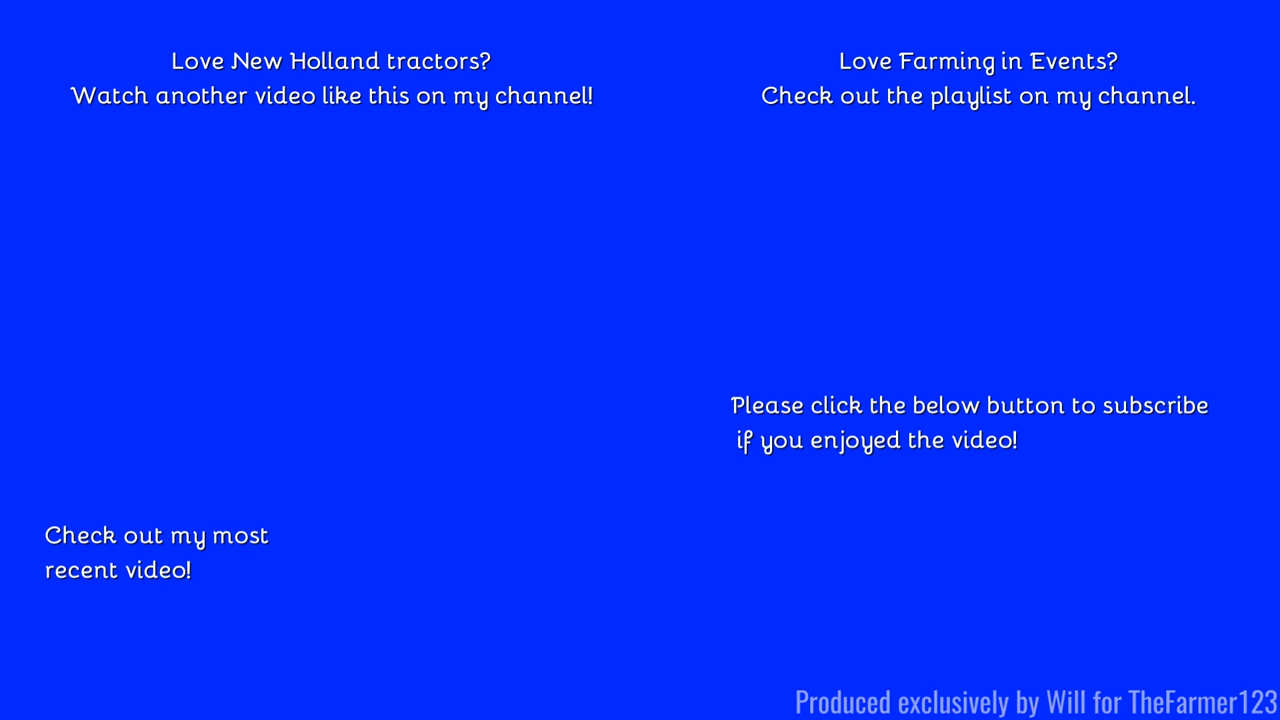 Love New Holland tractors?
Watch another video like this on my channel!
Love Farming in Events?
Check out the playlist on my channel.
Please click the below button to subscribe
if you enjoyed the video!
Check out my most
recent video!
Produced exclusively by Will for TheFarmer123